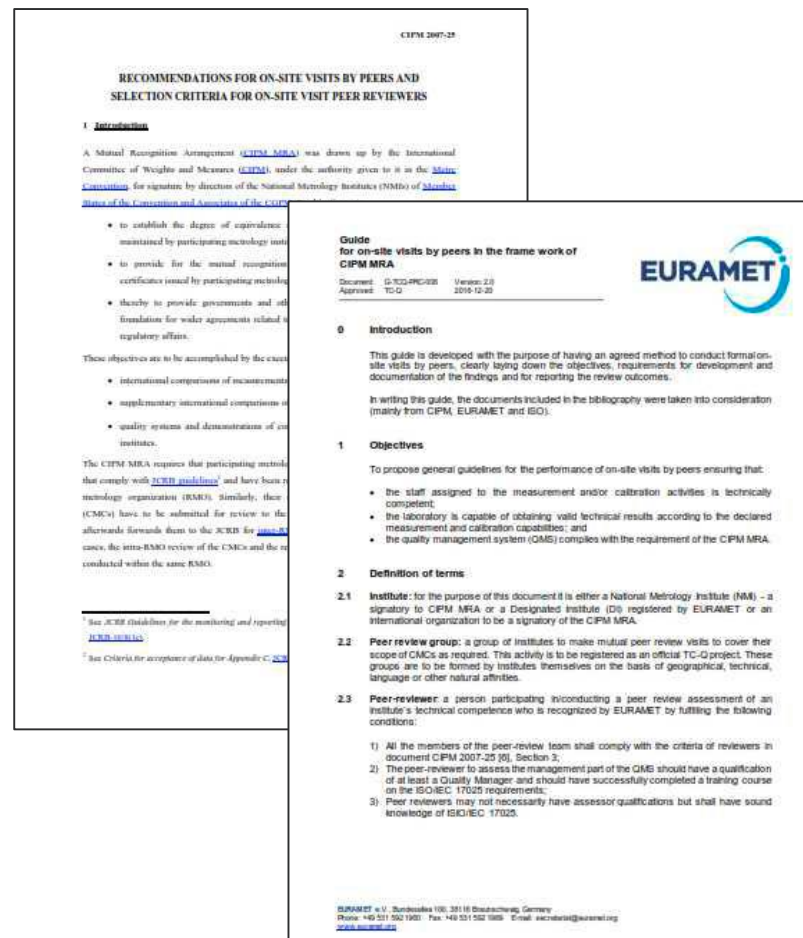 CIPM 2007-25
RECOMMENDATIONS FOR ON-SITE VISITS BY PEERS AND
SELECTION CRITERIA FOR ON-SITE VISIT PEER REVIEWERS
1 Introduction
A Mutual Recognition Arrangement (CIPM MRA) was drawn up by the International
Committee of Weights and Measures (CIPM), under the authority given to it in the Metre
Convention, for signature by directors of the National Metrology Institutes (NMIs) of Member
States of the Convention and Associates of the CGPM
• to establish the degree of equivalence
maintained by participating metrology
• to provide for the mutual recognition
certificates issued by participating
• thereby to provide governments and
foundation for wider agreements related
regulatory affairs.
These objectives are to be accomplished by the
• international comparisons of measurements
• supplementary international comparisons
• quality systems and demonstrations of
institutes.
The CIPM MRA requires that participating
that comply with JCRB guidelines¹ and have been
metrology organization (RMO). Similarly, their
(CMCs) have to be submitted for review to the
afterwards forwards them to the JCRB for
cases, the intra-RMO review of the CMCs and the
conducted within the same RMO.
¹ See JCRB Guidelines for the monitoring and reporting
² See Criteria for acceptance of data for Appendix C,
Guide
for on-site visits by peers in the frame work of
CIPM MRA
EURAMET
Document: G-TCQ-PRC-005 Version: 2.0
Approved: TC-Q 2016-12-20
0 Introduction
This guide is developed with the purpose of having an agreed method to conduct formal on-
site visits by peers, clearly laying down the objectives, requirements for development and
documentation of the findings and for reporting the review outcomes.
In writing this guide, the documents included in the bibliography were taken into consideration
(mainly from CIPM, EURAMET and ISO).
1 Objectives
To propose general guidelines for the performance of on-site visits by peers ensuring that:
• the staff assigned to the measurement and/or calibration activities is technically
competent;
• the laboratory is capable of obtaining valid technical results according to the declared
measurement and calibration capabilities; and
• the quality management system (QMS) complies with the requirement of the CIPM MRA.
2 Definition of terms
2.1 Institute: for the purpose of this document it is either a National Metrology Institute (NMI) – a
signatory to CIPM MRA or a Designated Institute (DI) registered by EURAMET or an
international organization to be a signatory of the CIPM MRA.
2.2 Peer review group: a group of Institutes to make mutual peer review visits to cover their
scope of CMCs as required. This activity is to be registered as an official TC-Q project. These
groups are to be formed by Institutes themselves on the basis of geographical, technical,
language or other natural affinities.
2.3 Peer-reviewer: a person participating in/conducting a peer review assessment of an
institute's technical competence who is recognized by EURAMET by fulfilling the following
conditions:
1) All the members of the peer-review team shall comply with the criteria of reviewers in
document CIPM 2007-25 [6], Section 3;
2) The peer-reviewer to assess the management part of the QMS should have a qualification
of at least a Quality Manager and should have successfully completed a training course
on the ISO/IEC 17025 requirements;
3) Peer reviewers may not necessarily have assessor qualifications but shall have sound
knowledge of ISIO/IEC 17025.
EURAMET e.V., Bundesallee 100, 38116 Braunschweig, Germany
Phone: +49 531 592 1960 Fax: +49 531 592 1969 E-mail: secretariat@euramet.org
www.euramet.org